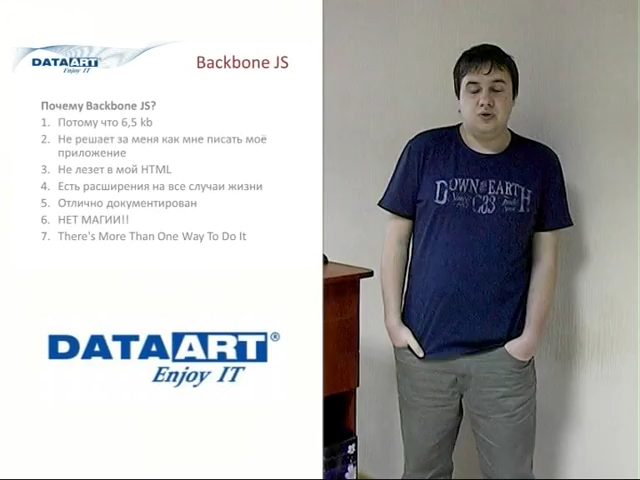 DATAART
Enjoy IT
Backbone JS
Почему Backbone JS?
1. Потому что 6,5 kb
2. Не решает за меня как мне писать моё
приложение
3. Не лезет в мой HTML
4. Есть расширения на все случаи жизни
5. Отлично документирован
6. НЕТ МАГИИ!!
7. There's More Than One Way To Do It
DATAART®
Enjoy IT
DOWN EARTH
C33